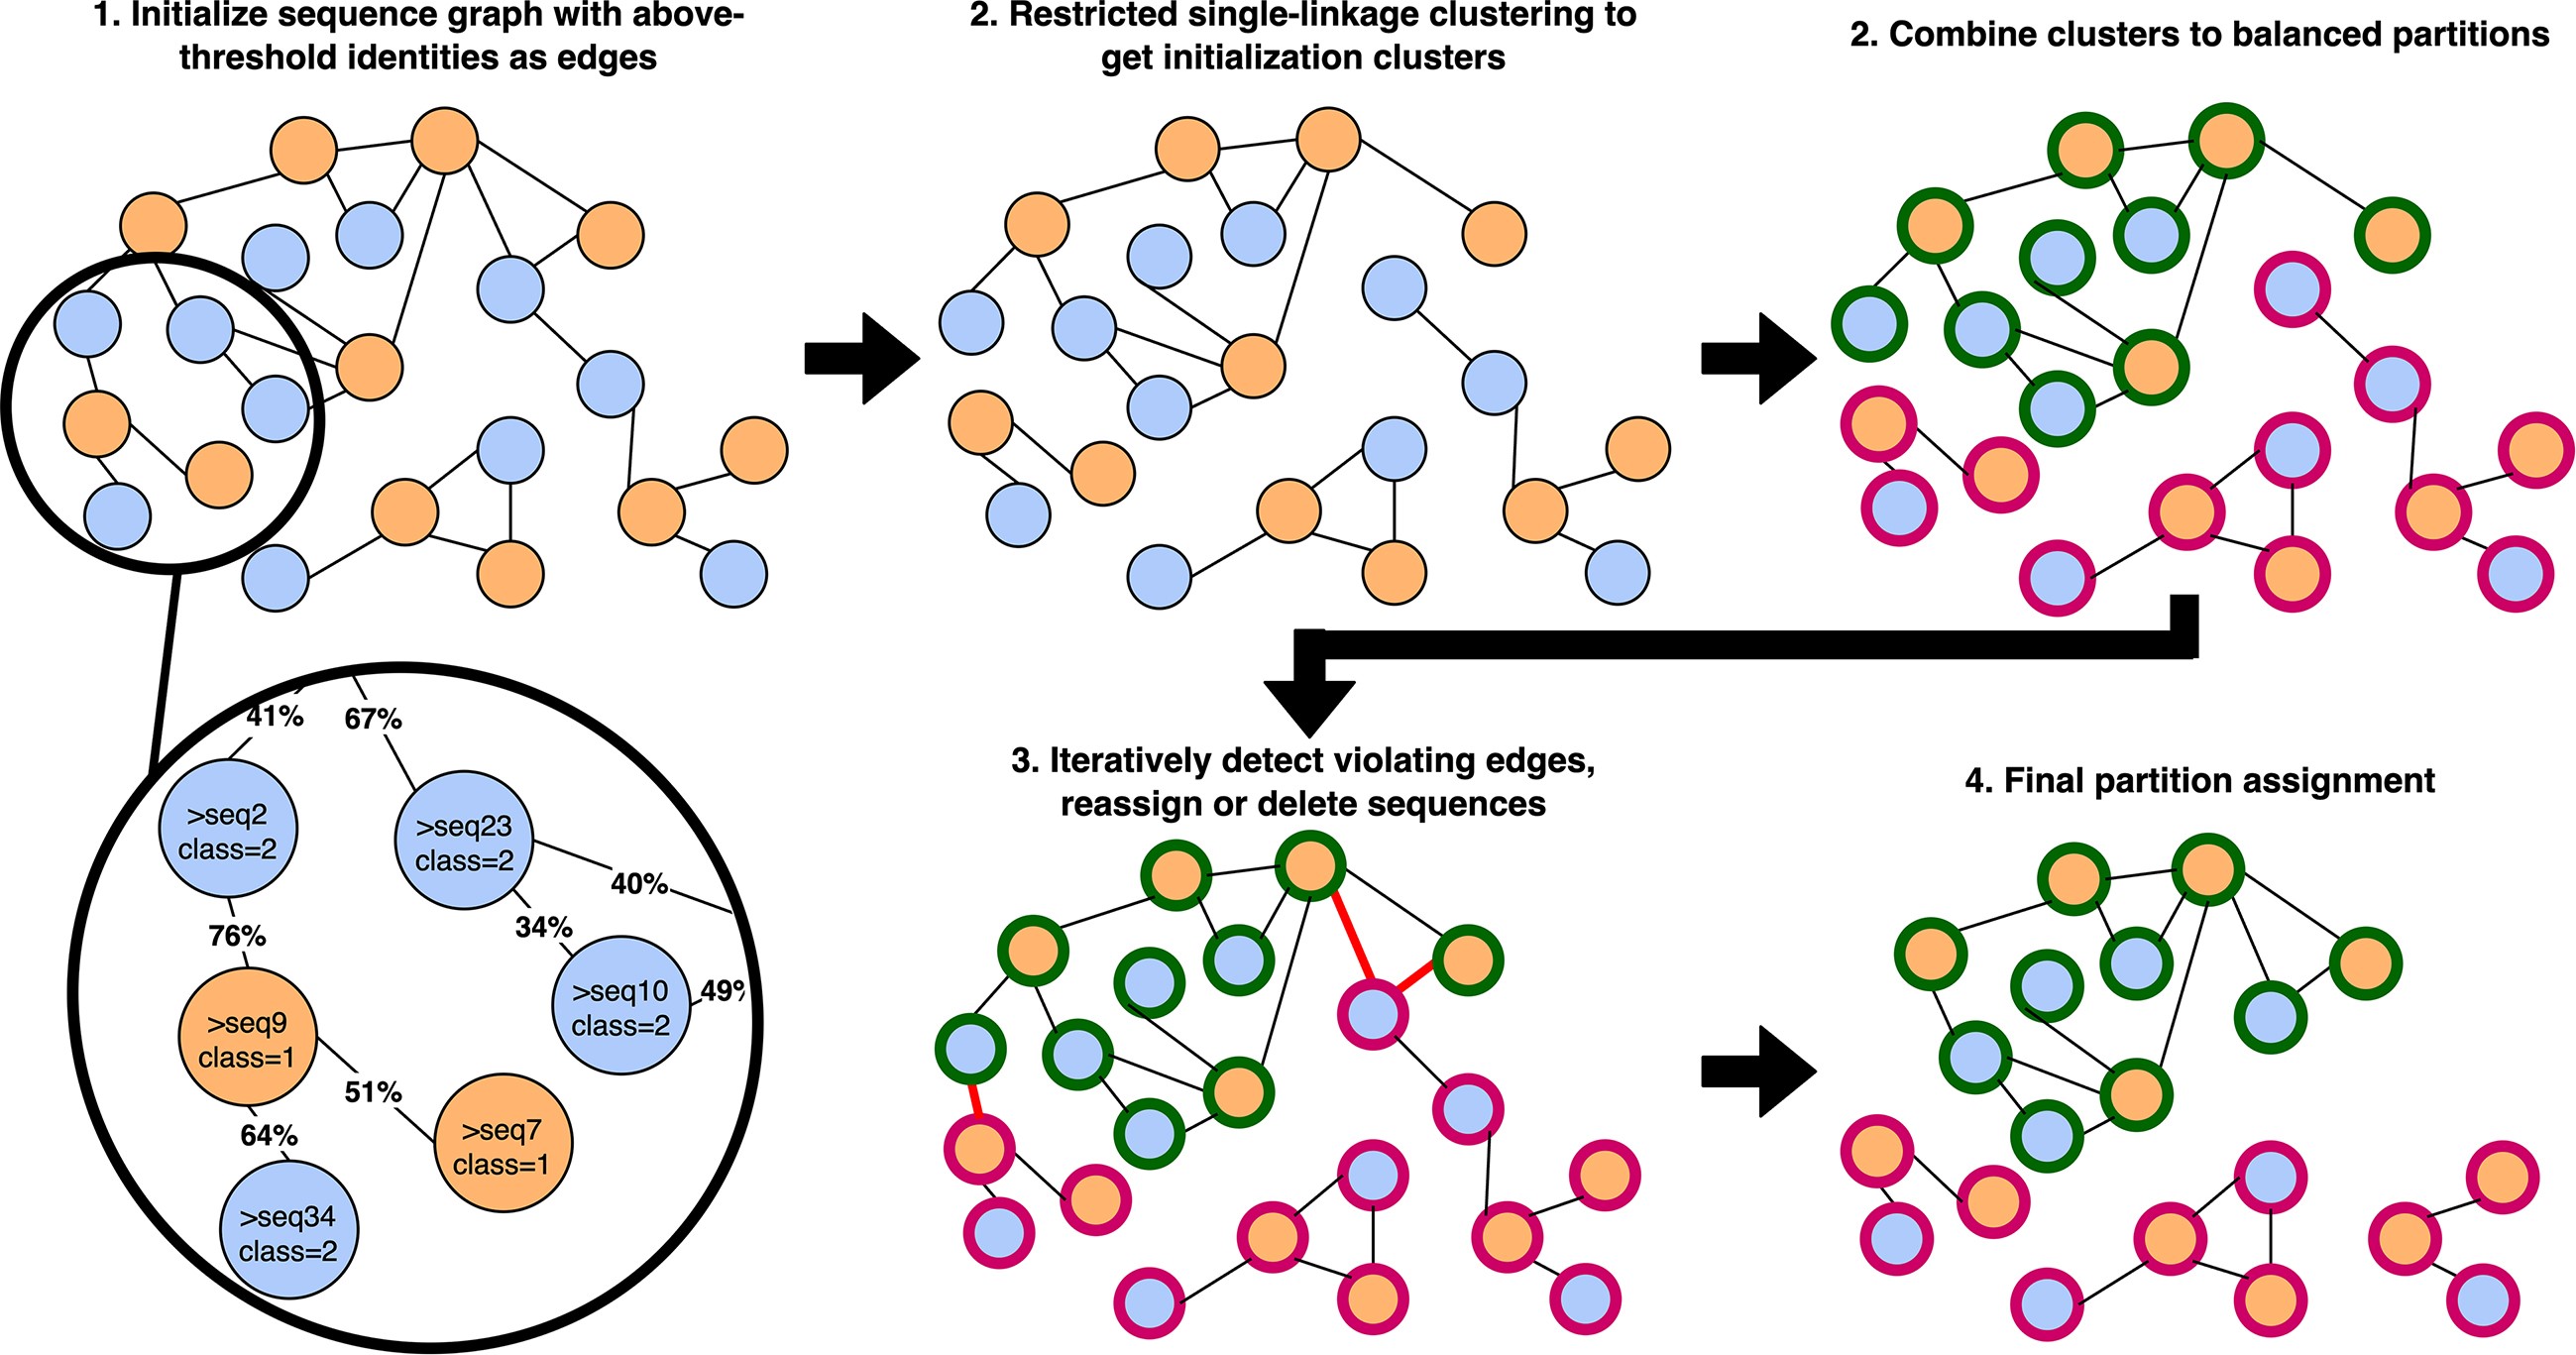 1. Initialize sequence graph with above-
threshold identities as edges
2. Restricted single-linkage clustering to
get initialization clusters
2. Combine clusters to balanced partitions
41%
67%
>seq2
class=2
>seq23
class=2
40%
34%
76%
>seq10
class=2
49%
>seq9
class=1
51%
64%
>seq7
class=1
>seq34
class=2
3. Iteratively detect violating edges,
reassign or delete sequences
4. Final partition assignment